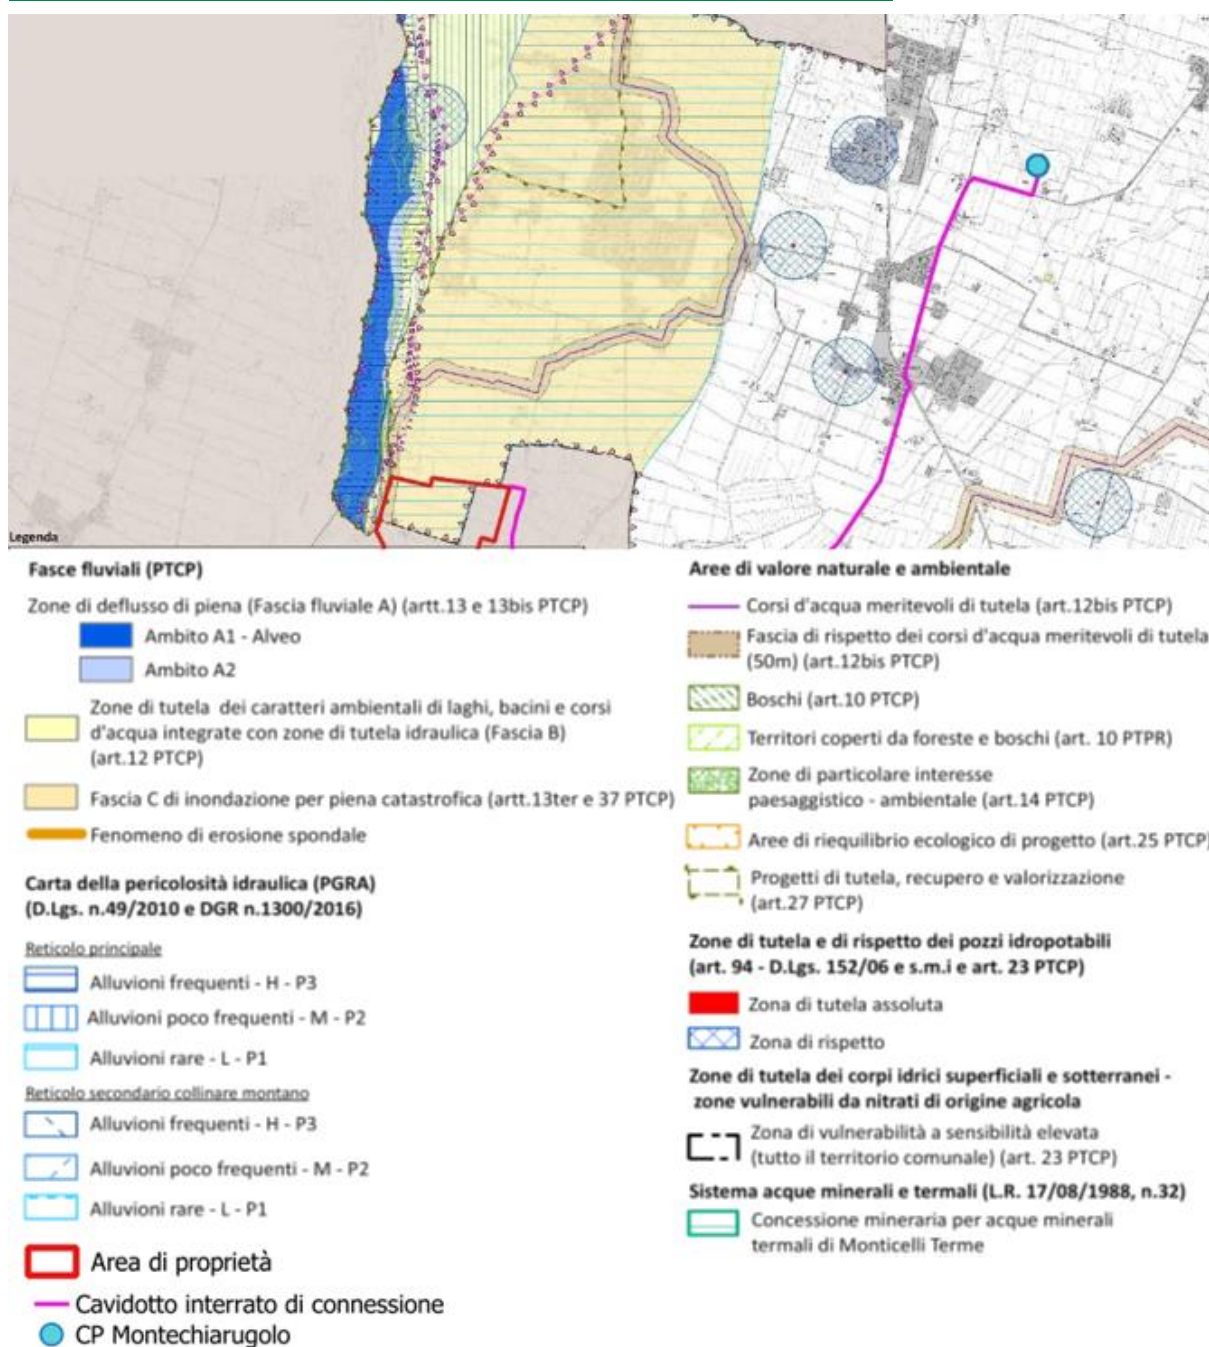 Legenda
Fasce fluviali (PTCP)
Zone di deflusso di piena (Fascia fluviale A) (artt.13 e 13bis PTCP)
Ambito A1 - Alveo
Ambito A2
Zone di tutela dei caratteri ambientali di laghi, bacini e corsi
d'acqua integrate con zone di tutela idraulica (Fascia B)
(art.12 PTCP)
Fascia C di inondazione per piena catastrofica (artt.13ter e 37 PTCP)
Fenomeno di erosione spondale
Carta della pericolosità idraulica (PGRA)
(D.Lgs. n.49/2010 e DGR n.1300/2016)
Reticolo principale
Alluvioni frequenti - H - P3
Alluvioni poco frequenti - M - P2
Alluvioni rare - L - P1
Reticolo secondario collinare montano
Alluvioni frequenti - H - P3
Alluvioni poco frequenti - M - P2
Alluvioni rare - L - P1
Area di proprietà
Cavidotto interrato di connessione
CP Montechiarugolo
Aree di valore naturale e ambientale
Corsi d'acqua meritevoli di tutela (art.12bis PTCP)
Fascia di rispetto dei corsi d'acqua meritevoli di tutela
(50m) (art.12bis PTCP)
Boschi (art.10 PTCP)
Territori coperti da foreste e boschi (art. 10 PTPR)
Zone di particolare interesse
paesaggistico - ambientale (art.14 PTCP)
Aree di riequilibrio ecologico di progetto (art.25 PTCP)
Progetti di tutela, recupero e valorizzazione
(art.27 PTCP)
Zone di tutela e di rispetto dei pozzi idropotabili
(art. 94 - D.Lgs. 152/06 e s.m.i e art. 23 PTCP)
Zona di tutela assoluta
Zona di rispetto
Zone di tutela dei corpi idrici superficiali e sotterranei -
zone vulnerabili da nitrati di origine agricola
Zona di vulnerabilità a sensibilità elevata
(tutto il territorio comunale) (art. 23 PTCP)
Sistema acque minerali e termali (L.R. 17/08/1988, n.32)
Concessione mineraria per acque minerali
termali di Monticelli Terme